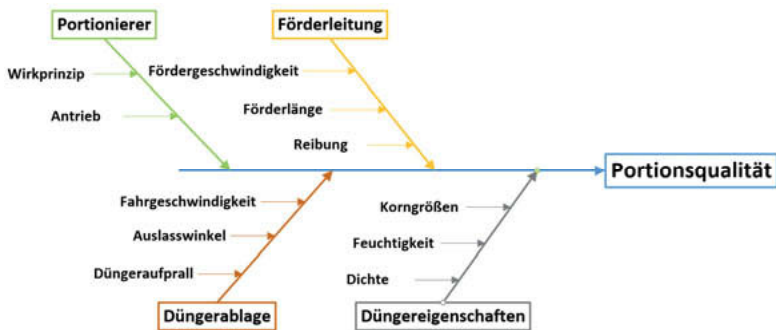 Portionierer
Förderleitung
Wirkprinzip
Fördergeschwindigkeit
Antrieb
Förderlänge
Reibung
Portionsqualität
Fahrgeschwindigkeit
Korngrößen
Auslasswinkel
Feuchtigkeit
Düngeraufprall
Dichte
Düngerablage
Düngereigenschaften